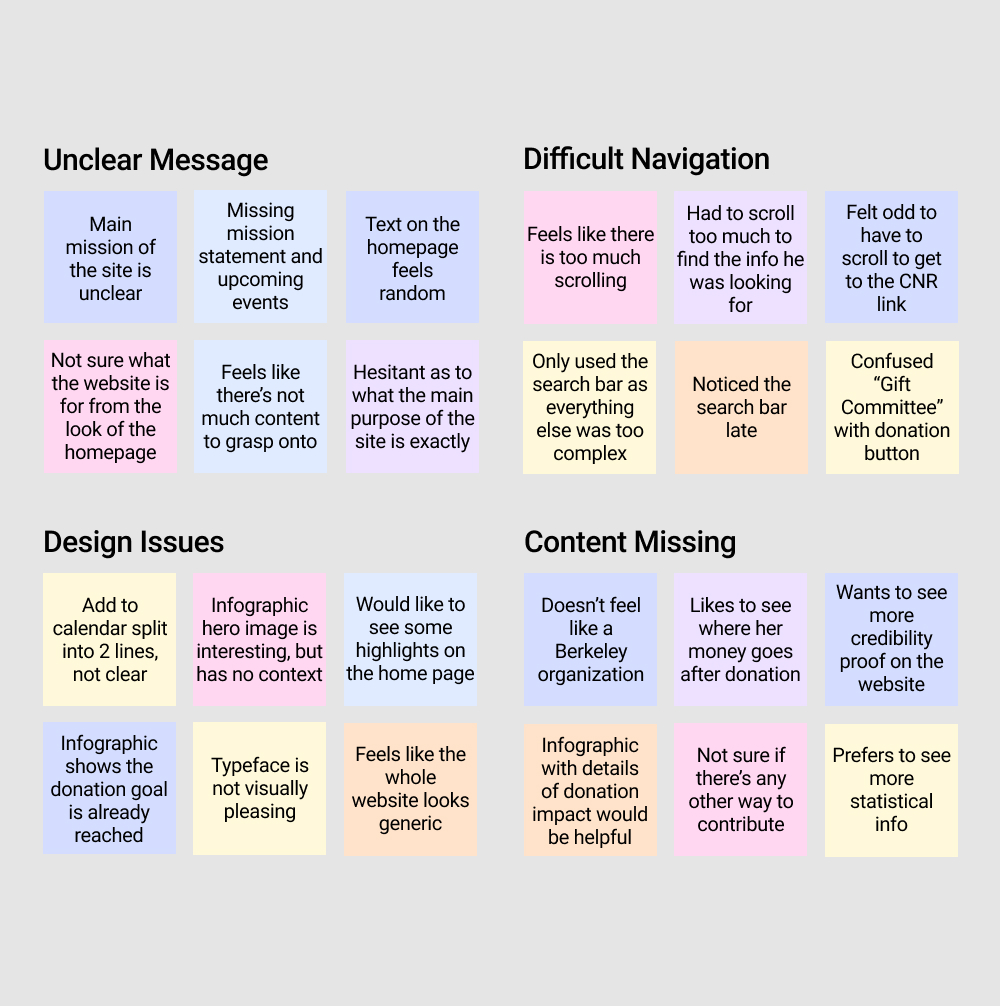 Unclear Message
Main
mission of
the site is
unclear
Missing
mission
statement and
upcoming
events
Text on the
homepage
feels
random
Not sure what
the website is
for from the
look of the
homepage
Feels like
there’s not
much content
to grasp onto
Hesitant as to
what the main
purpose of the
site is exactly
Difficult Navigation
Feels like there
is too much
scrolling
Had to scroll
too much to
find the info he
was looking
for
Felt odd to
have to
scroll to get
to the CNR
link
Only used the
search bar as
everything
else was too
complex
Noticed the
search bar
late
Confused
“Gift
Committee”
with donation
button
Design Issues
Add to
calendar split
into 2 lines,
not clear
Infographic
hero image is
interesting, but
has no context
Would like to
see some
highlights on
the home page
Infographic
shows the
donation goal
is already
reached
Typeface is
not visually
pleasing
Feels like the
whole
website looks
generic
Content Missing
Doesn’t feel
like a
Berkeley
organization
Likes to see
where her
money goes
after donation
Wants to see
more
credibility
proof on the
website
Infographic
with details
of donation
impact would
be helpful
Not sure if
there’s any
other way to
contribute
Prefers to see
more
statistical
info